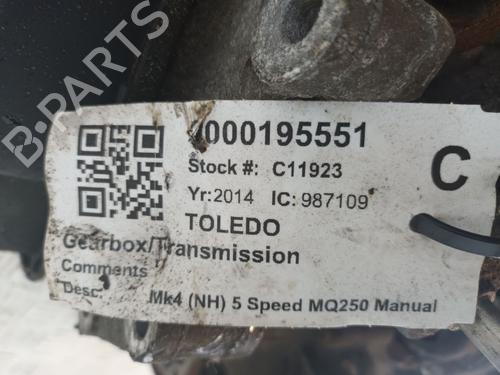 000195551
Stock #: C11923
C
Yr: 2014 IC: 987109
TOLEDO
Gearbox/Transmission
Comments
Desc: Mk4 (NH) 5 Speed MQ250 Manual
B-PARTS